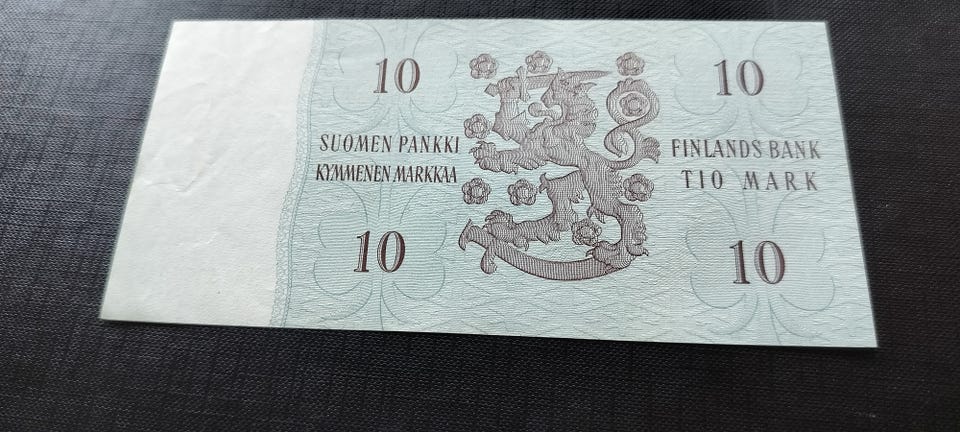 10
10
SUOMEN PANKKI
KYMMENEN MARKKAA
FINLANDS BANK
TIO MARK
10
10